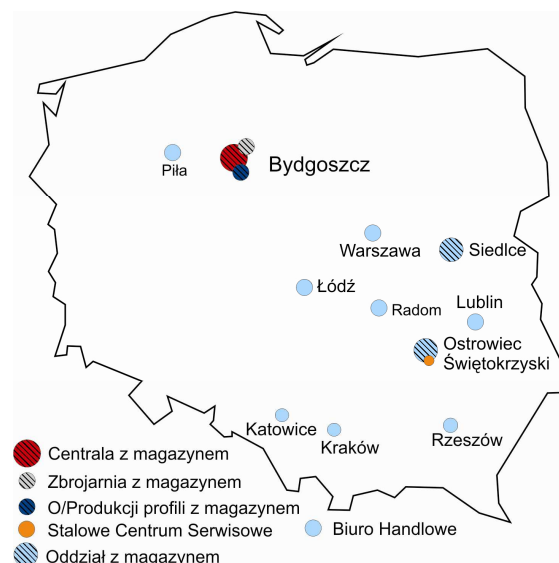 Bydgoszcz
Piła
Warszawa
Siedlce
Łódź
Radom
Lublin
Ostrowiec
Świętokrzyski
Katowice
Kraków
Rzeszów
Centrala z magazynem
Zbrojarnia z magazynem
O/Produkcji profili z magazynem
Stalowe Centrum Serwisowe
Biuro Handlowe
Oddział z magazynem